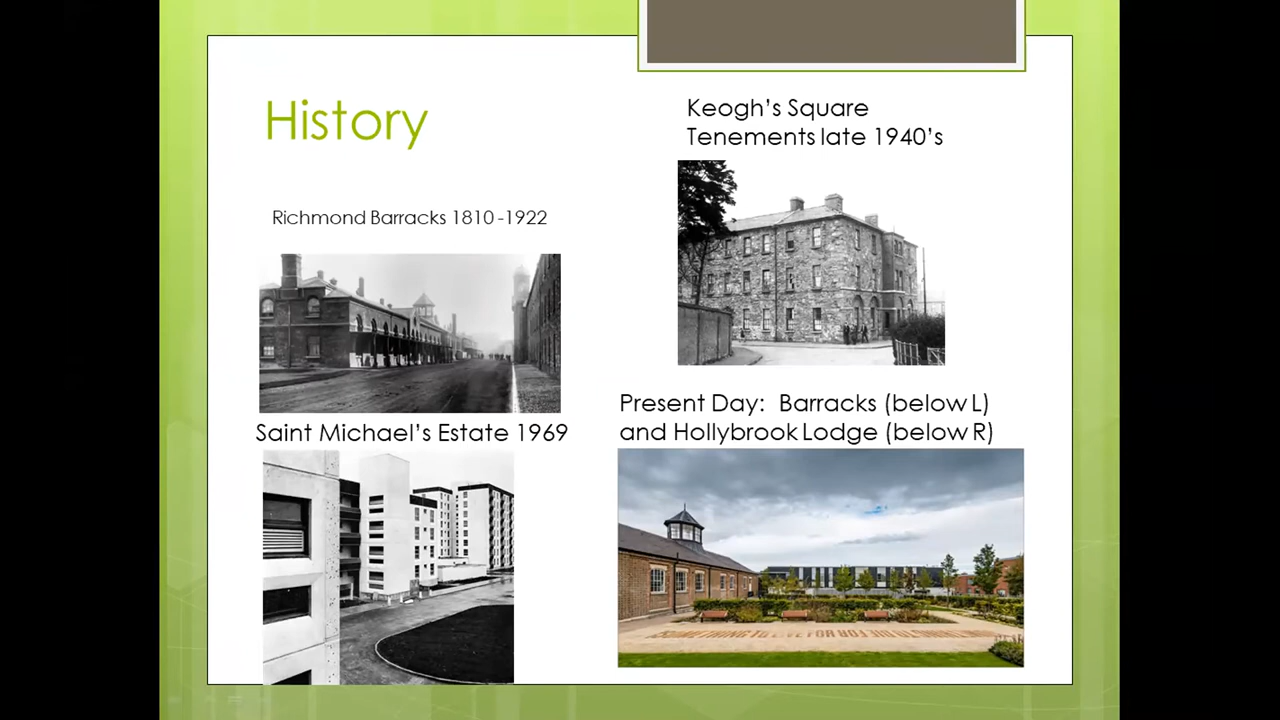 History
Richmond Barracks 1810 -1922
Keogh’s Square
Tenements late 1940’s
Saint Michael’s Estate 1969
Present Day: Barracks (below L)
and Hollybrook Lodge (below R)